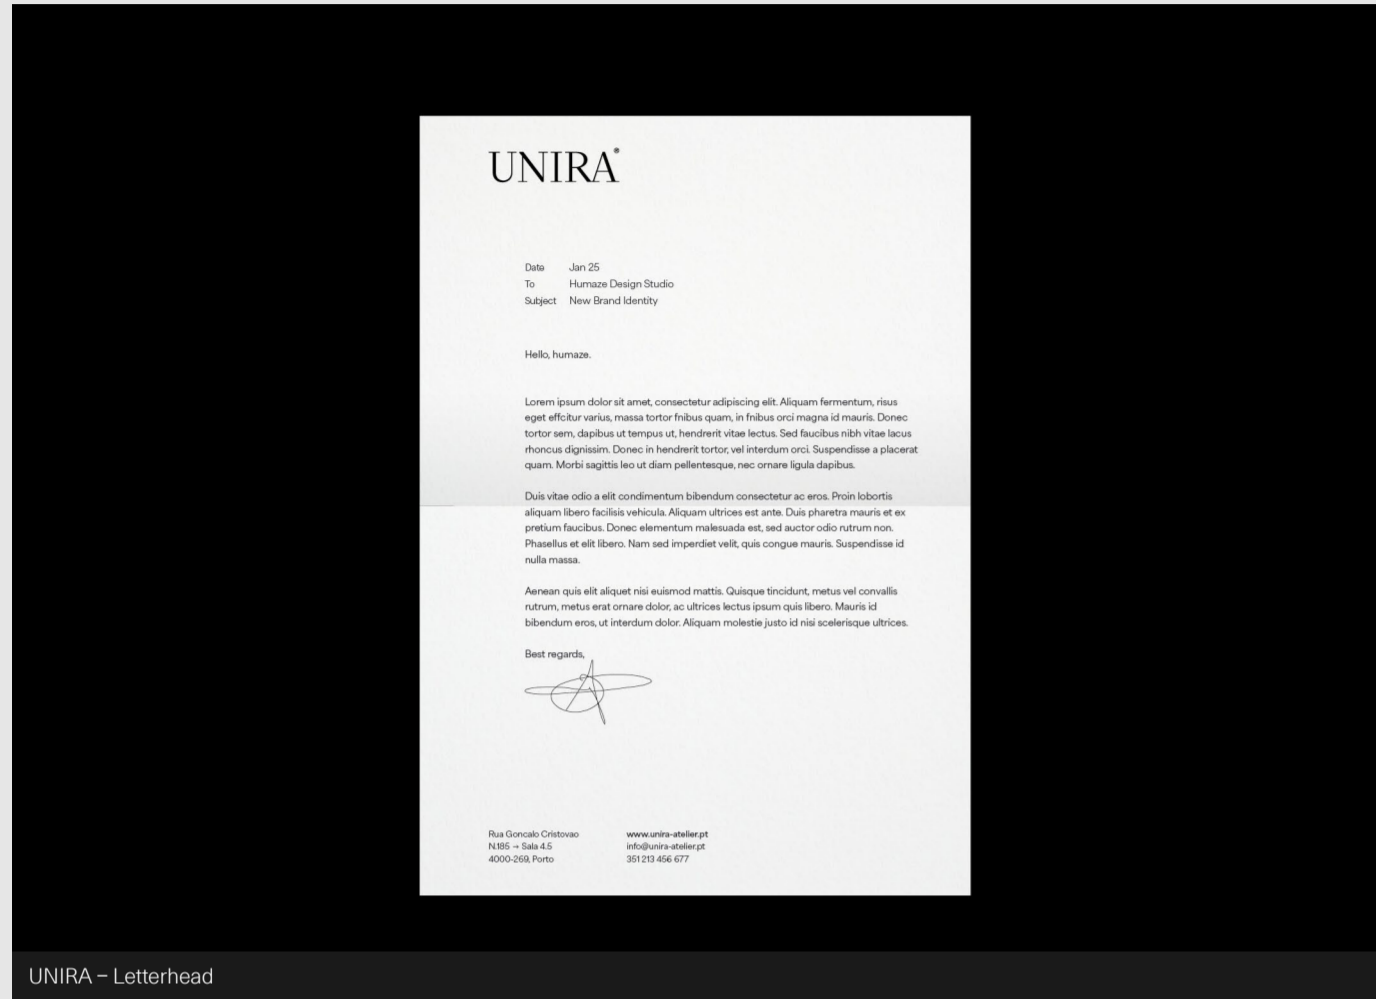 UNIRA®
Date Jan 25
To Humaze Design Studio
Subject New Brand Identity
Hello, humaze.
Lorem ipsum dolor sit amet, consectetur adipiscing elit. Aliquam fermentum, risus
eget effcitur varius, massa tortor fnibus quam, in fnibus orci magna id mauris. Donec
tortor sem, dapibus ut tempus ut, hendrerit vitae lectus. Sed faucibus nibh vitae lacus
rhoncus dignissim. Donec in hendrerit tortor, vel interdum orci. Suspendisse a placerat
quam. Morbi sagittis leo ut diam pellentesque, nec ornare ligula dapibus.
Duis vitae odio a elit condimentum bibendum consectetur ac eros. Proin lobortis
aliquam libero facilisis vehicula. Aliquam ultrices est ante. Duis pharetra mauris et ex
pretium faucibus. Donec elementum malesuada est, sed auctor odio rutrum non.
Phasellus et elit libero. Nam sed imperdiet velit, quis congue mauris. Suspendisse id
nulla massa.
Aenean quis elit aliquet nisi euismod mattis. Quisque tincidunt, metus vel convallis
rutrum, metus erat ornare dolor, ac ultrices lectus ipsum quis libero. Mauris id
bibendum eros, ut interdum dolor. Aliquam molestie justo id nisi scelerisque ultrices.
Best regards,
Rua Goncalo Cristovao
N.185 → Sala 4.5
4000-269, Porto
www.unira-atelier.pt
info@unira-atelier.pt
351 213 456 677
UNIRA – Letterhead